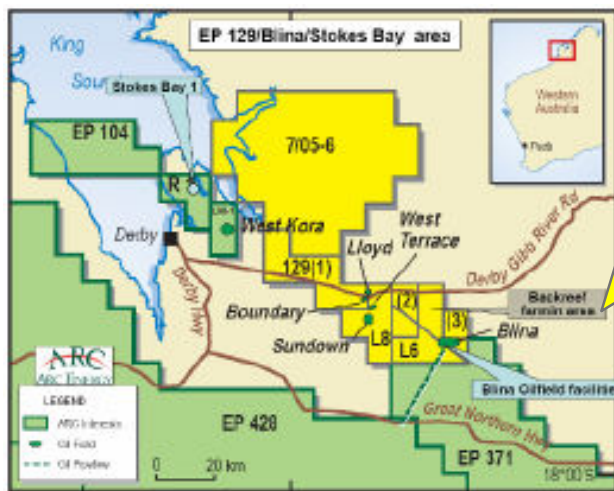 EP 129/Blina/Stokes Bay area
King
Sound
Stokes Bay 1
EP 104
R 1
West Kora
7/05-6
Western
Australia
Perth
Derby
Derby Hwy
West
Terrace
Lloyd
Derby Gibb River Rd
129(1)
Boundary
(2)
Backreef
farmin area
(3)
Sundown
L8
L6
Blina
ARC
ARC ENERGY
Blina Oilfield facilities
LEGEND
ARC Interests
Oil Field
Oil Flowline
EP 428
Great Northern Hwy
EP 371
0 20 km
18°00'S